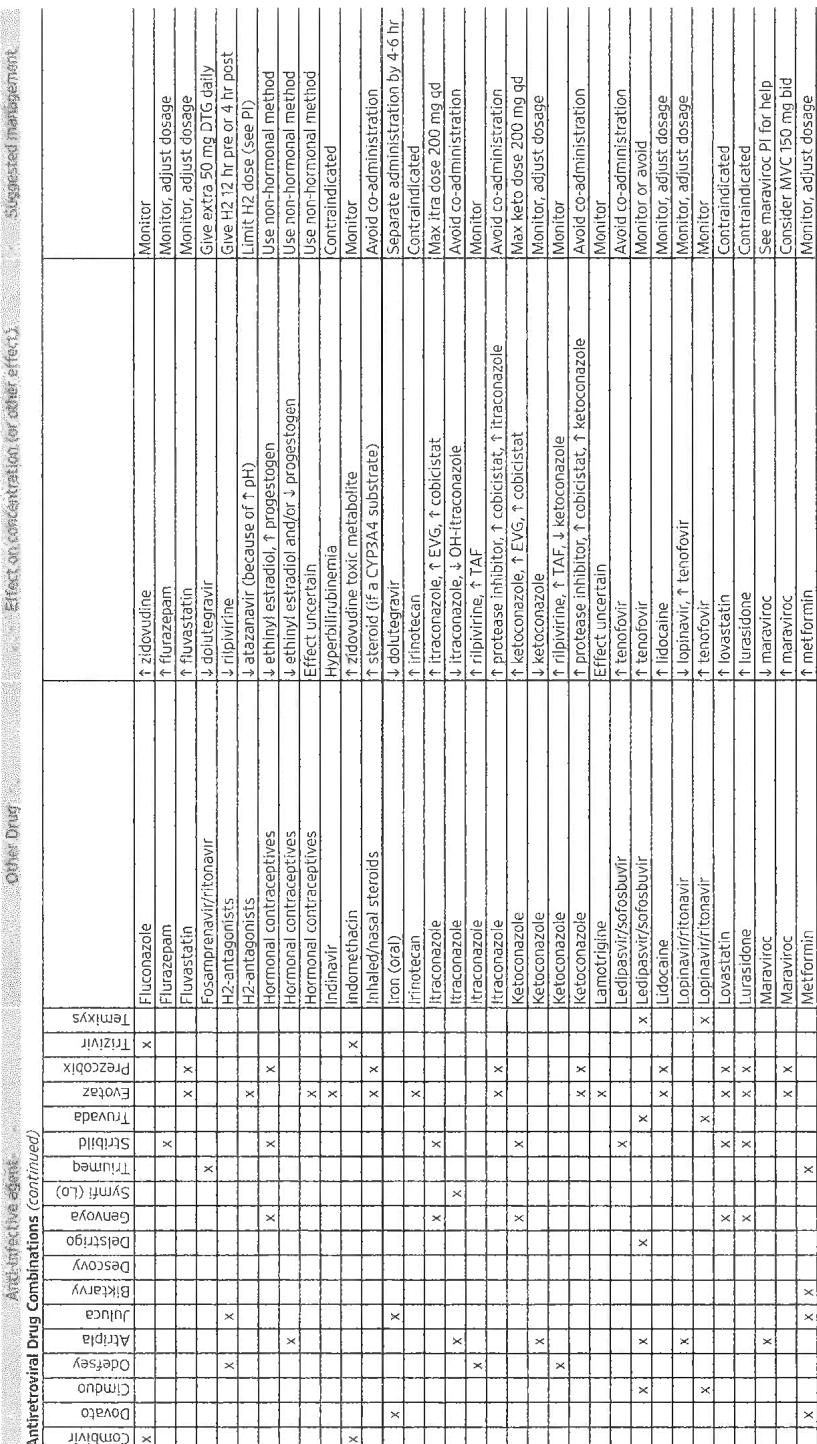 Anti-infective agent Other Drug Effect on concentration (or other effect) Suggested management
Antiretroviral Drug Combinations (continued)
Combivir Dovato Cimduo Odefsey Atripla Juluca Biktarvy Descovy Delstrigo Genvoya Symfi (Lo) Triumeq Stribild Truvada Evotaz Prezcobix Trizivir Temixys
x x Fluconazole ↑ zidovudine Monitor
x Flurazepam ↑ flurazepam Monitor, adjust dosage
x x Fluvastatin ↑ fluvastatin Monitor, adjust dosage
x Fosamprenavir/ritonavir ↓ dolutegravir Give extra 50 mg DTG daily
x x H2-antagonists ↓ rilpivirine Give H2 12 hr pre or 4 hr post
x H2-antagonists ↓ atazanavir (because of ↑ pH) Limit H2 dose (see PI)
x x x Hormonal contraceptives ↓ ethinyl estradiol, ↑ progestogen Use non-hormonal method
x Hormonal contraceptives ↓ ethinyl estradiol and/or ↓ progestogen Use non-hormonal method
x Hormonal contraceptives Effect uncertain Use non-hormonal method
x Indinavir Hyperbilirubinemia Contraindicated
x x Indomethacin ↑ zidovudine toxic metabolite Monitor
x x Inhaled/nasal steroids ↑ steroid (if a CYP3A4 substrate) Avoid co-administration
x x Iron (oral) ↓ dolutegravir Separate administration by 4-6 hr
x Irinotecan ↑ irinotecan Contraindicated
x x Itraconazole ↑ itraconazole, ↑ EVG, ↑ cobicistat Max itra dose 200 mg qd
x x Itraconazole ↓ itraconazole, ↓ OH-itraconazole Avoid co-administration
x Itraconazole ↑ rilpivirine, ↑ TAF Monitor
x x Itraconazole ↑ protease inhibitor, ↑ cobicistat, ↑ itraconazole Avoid co-administration
x x Ketoconazole ↑ ketoconazole, ↑ EVG, ↑ cobicistat Max keto dose 200 mg qd
x Ketoconazole ↓ ketoconazole Monitor, adjust dosage
x Ketoconazole ↑ rilpivirine, ↑ TAF, ↓ ketoconazole Monitor
x x Ketoconazole ↑ protease inhibitor, ↑ cobicistat, ↑ ketoconazole Avoid co-administration
x Lamotrigine Effect uncertain Monitor
x Ledipasvir/sofosbuvir ↑ tenofovir Avoid co-administration
x x x x x Ledipasvir/sofosbuvir ↑ tenofovir Monitor or avoid
x x Lidocaine ↑ lidocaine Monitor, adjust dosage
x Lopinavir/ritonavir ↓ lopinavir, ↑ tenofovir Monitor, adjust dosage
x x x Lopinavir/ritonavir ↑ tenofovir Monitor
x x x x Lovastatin ↑ lovastatin Contraindicated
x x x x Lurasidone ↑ lurasidone Contraindicated
x Maraviroc ↓ maraviroc See maraviroc PI for help
x x Maraviroc ↑ maraviroc Consider MVC 150 mg bid
x x x x Metformin ↑ metformin Monitor, adjust dosage